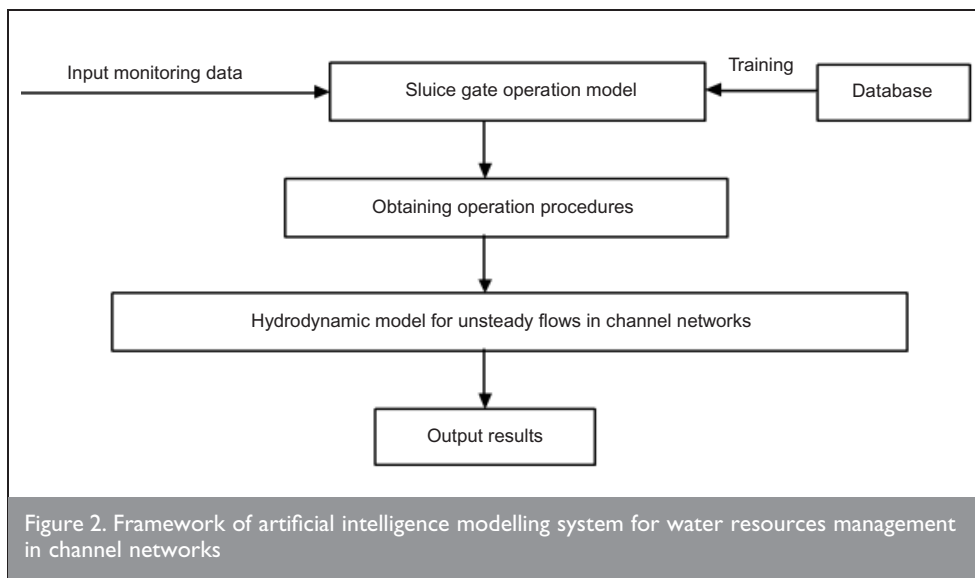 Input monitoring data
Sluice gate operation model
Training
Database
Obtaining operation procedures
Hydrodynamic model for unsteady flows in channel networks
Output results
Figure 2. Framework of artificial intelligence modelling system for water resources management
in channel networks